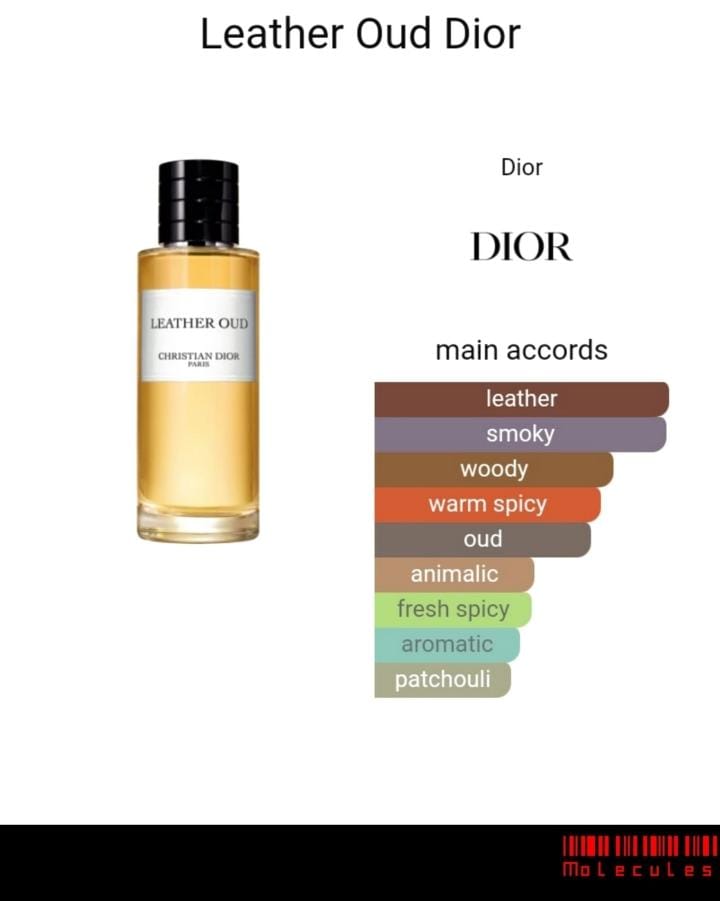 Leather Oud Dior
LEATHER OUD
CHRISTIAN DIOR
PARIS
Dior
DIOR
main accords
leather
smoky
woody
warm spicy
oud
animalic
fresh spicy
aromatic
patchouli
Molecules